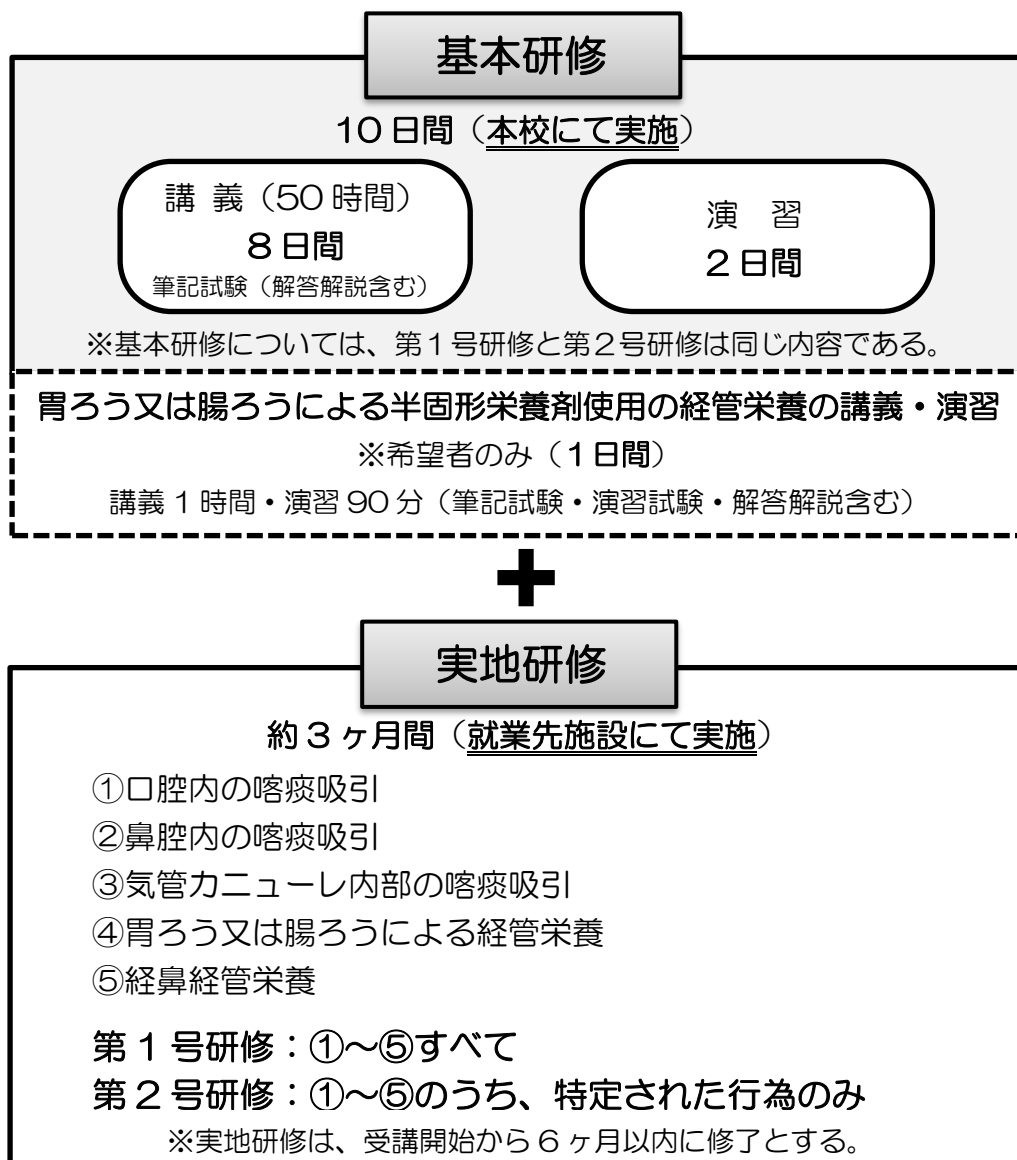 基本研修
10日間（本校にて実施）
講 義（50時間）
8日間
筆記試験（解答解説含む）
演 習
2日間
※基本研修については、第1号研修と第2号研修は同じ内容である。
胃ろう又は腸ろうによる半固形栄養剤使用の経管栄養の講義・演習
※希望者のみ（1日間）
講義1時間・演習90分（筆記試験・演習試験・解答解説含む）
+
実地研修
約3ヶ月間（就業先施設にて実施）
①口腔内の喀痰吸引
②鼻腔内の喀痰吸引
③気管カニューレ内部の喀痰吸引
④胃ろう又は腸ろうによる経管栄養
⑤経鼻経管栄養
第1号研修：①～⑤すべて
第2号研修：①～⑤のうち、特定された行為のみ
※実地研修は、受講開始から6ヶ月以内に修了とする。